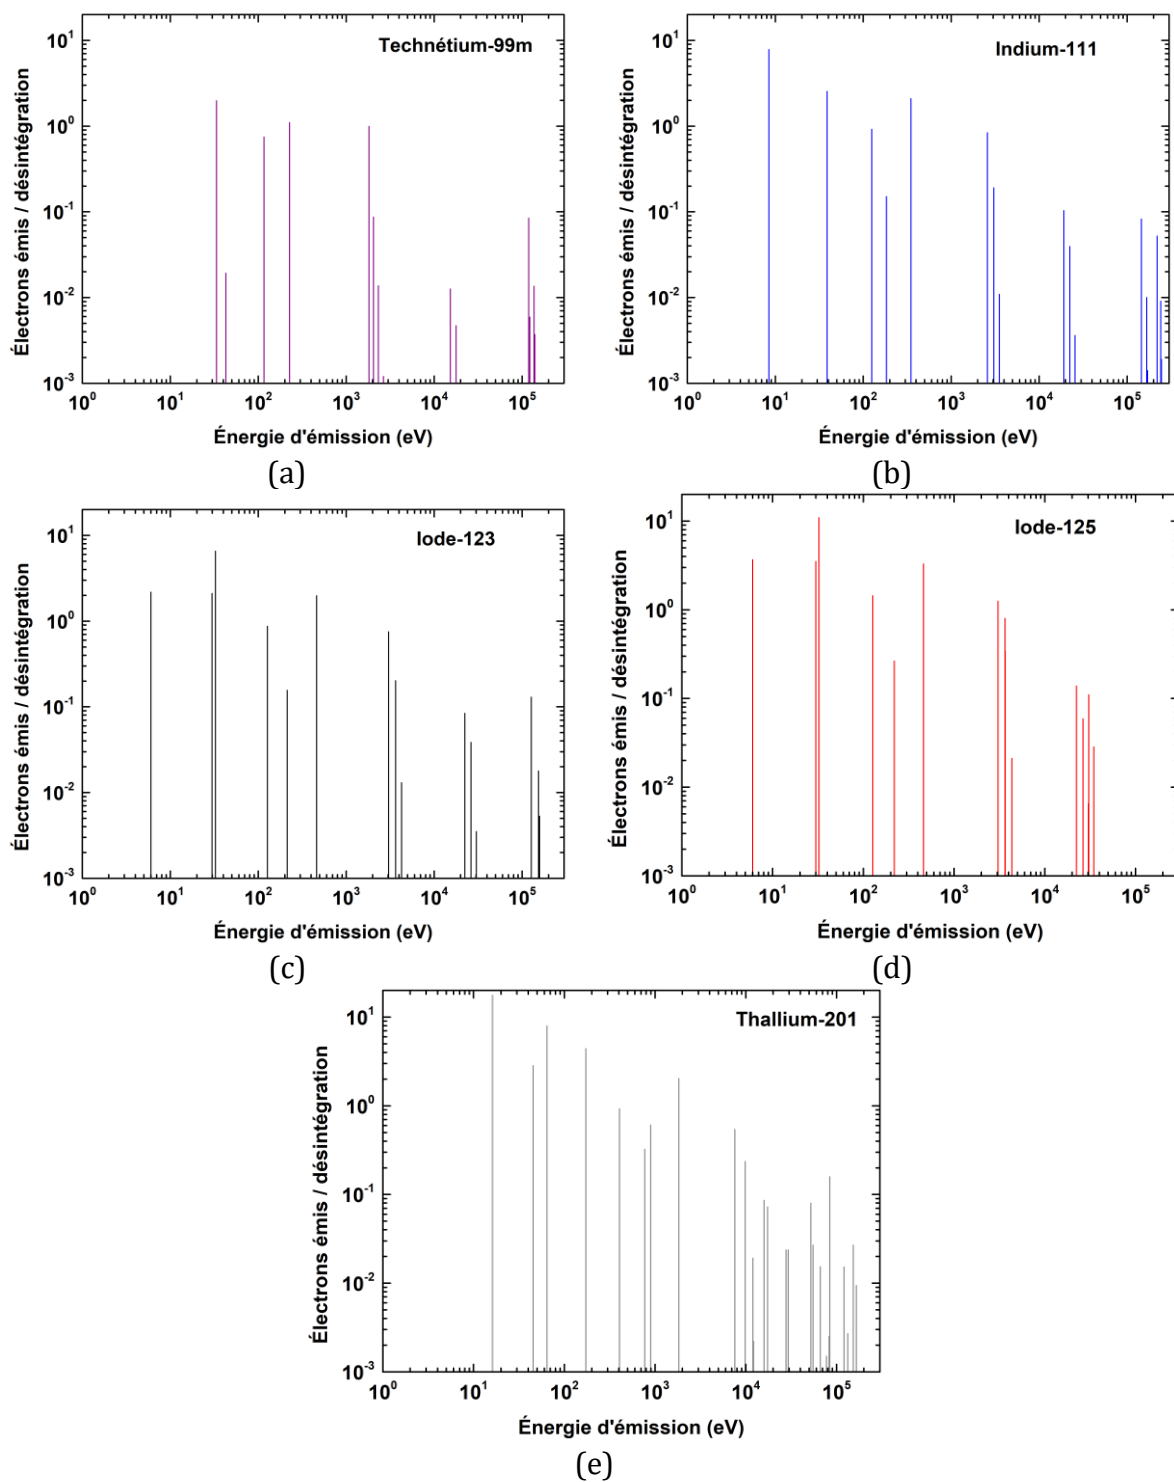 Technétium-99m
Électrons émis / désintégration
10¹
10⁰
10⁻¹
10⁻²
10⁻³
10⁰ 10¹ 10² 10³ 10⁴ 10⁵
Énergie d'émission (eV)
(a)
Indium-111
Électrons émis / désintégration
10¹
10⁰
10⁻¹
10⁻²
10⁻³
10⁰ 10¹ 10² 10³ 10⁴ 10⁵
Énergie d'émission (eV)
(b)
Iode-123
Électrons émis / désintégration
10¹
10⁰
10⁻¹
10⁻²
10⁻³
10⁰ 10¹ 10² 10³ 10⁴ 10⁵
Énergie d'émission (eV)
(c)
Iode-125
Électrons émis / désintégration
10¹
10⁰
10⁻¹
10⁻²
10⁻³
10⁰ 10¹ 10² 10³ 10⁴ 10⁵
Énergie d'émission (eV)
(d)
Thallium-201
Électrons émis / désintégration
10¹
10⁰
10⁻¹
10⁻²
10⁻³
10⁰ 10¹ 10² 10³ 10⁴ 10⁵
Énergie d'émission (eV)
(e)